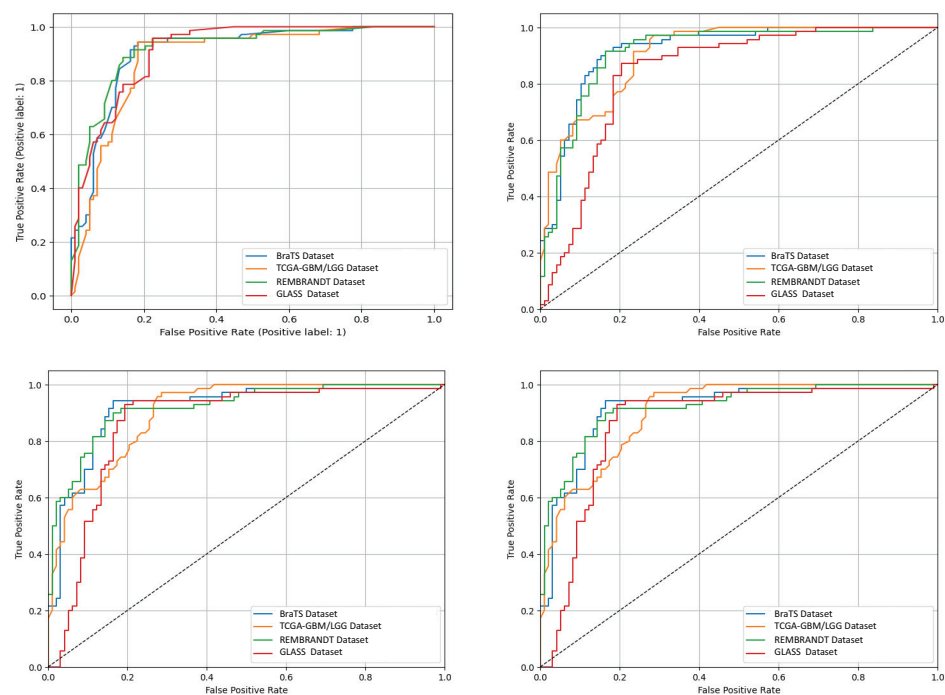 1.0
0.8
0.6
0.4
0.2
0.0
True Positive Rate (Positive label: 1)
BraTS Dataset
TCGA-GBM/LGG Dataset
REMBRANDT Dataset
GLASS  Dataset
0.0 0.2 0.4 0.6 0.8 1.0
False Positive Rate (Positive label: 1)
1.0
0.8
0.6
0.4
0.2
0.0
True Positive Rate
BraTS Dataset
TCGA-GBM/LGG Dataset
REMBRANDT Dataset
GLASS  Dataset
0.0 0.2 0.4 0.6 0.8 1.0
False Positive Rate
1.0
0.8
0.6
0.4
0.2
0.0
True Positive Rate
BraTS Dataset
TCGA-GBM/LGG Dataset
REMBRANDT Dataset
GLASS  Dataset
0.0 0.2 0.4 0.6 0.8 1.0
False Positive Rate
1.0
0.8
0.6
0.4
0.2
0.0
True Positive Rate
BraTS Dataset
TCGA-GBM/LGG Dataset
REMBRANDT Dataset
GLASS  Dataset
0.0 0.2 0.4 0.6 0.8 1.0
False Positive Rate